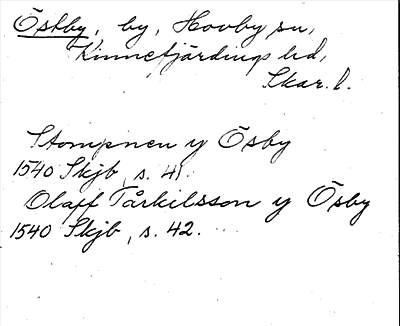 Östby, by, Hovby sn,
Kinnefjärdings hd,
Skar. l.
Stompnen y Ösby
1540 Skjb, s. 41.
Olaff Tårkilsson y Ösby
1540 Skjb, s. 42.